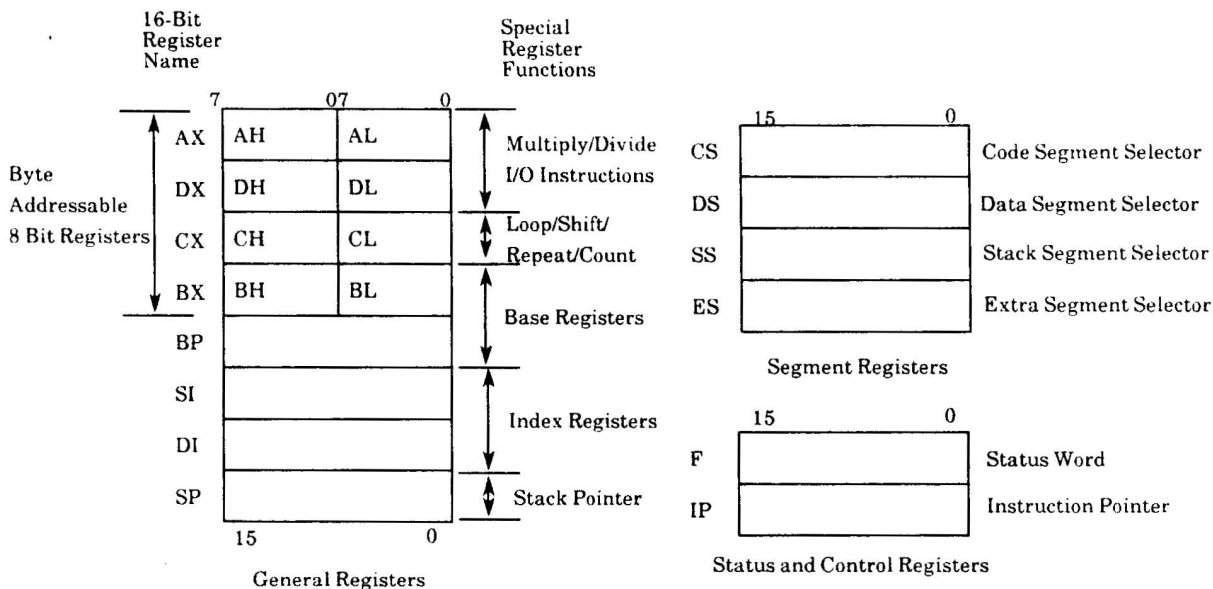 16-Bit
Register
Name
Special
Register
Functions
7 07 0
Byte
Addressable
8 Bit Registers
AX AH AL
DX DH DL
CX CH CL
BX BH BL
BP
SI
DI
SP
15 0
General Registers
Multiply/Divide
I/O Instructions
Loop/Shift/
Repeat/Count
Base Registers
Index Registers
Stack Pointer
15 0
CS Code Segment Selector
DS Data Segment Selector
SS Stack Segment Selector
ES Extra Segment Selector
Segment Registers
15 0
F Status Word
IP Instruction Pointer
Status and Control Registers